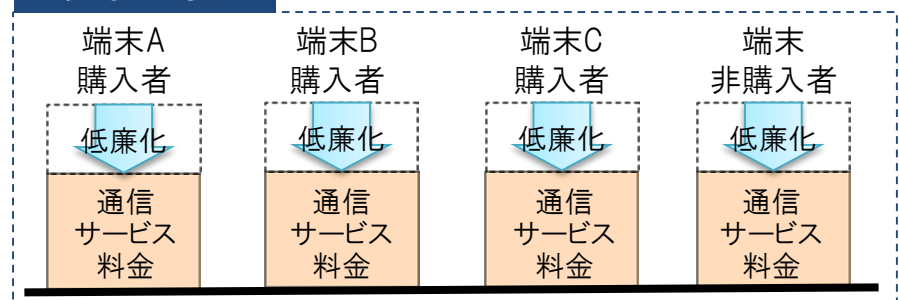 端末A
購入者
端末B
購入者
端末C
購入者
端末
非購入者
低廉化
低廉化
低廉化
低廉化
通信
サービス
料金
通信
サービス
料金
通信
サービス
料金
通信
サービス
料金